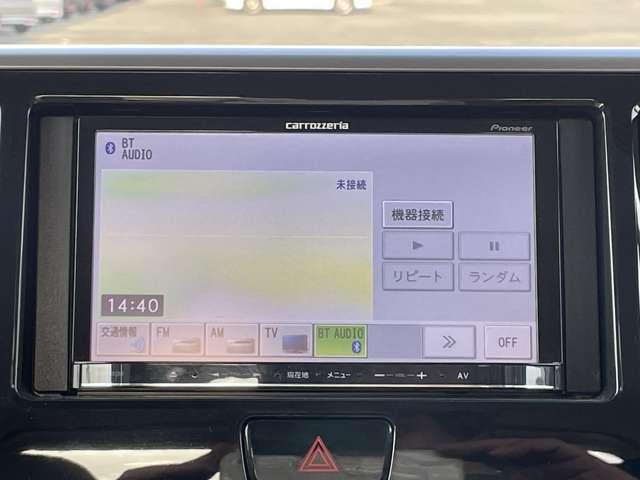 carrozzeria
Pioneer
BT
AUDIO
未接続
機器接続
リピート
ランダム
14:40
交通情報
FM
AM
TV
BT AUDIO
OFF
現在地
メニュー
− VOL +
AV